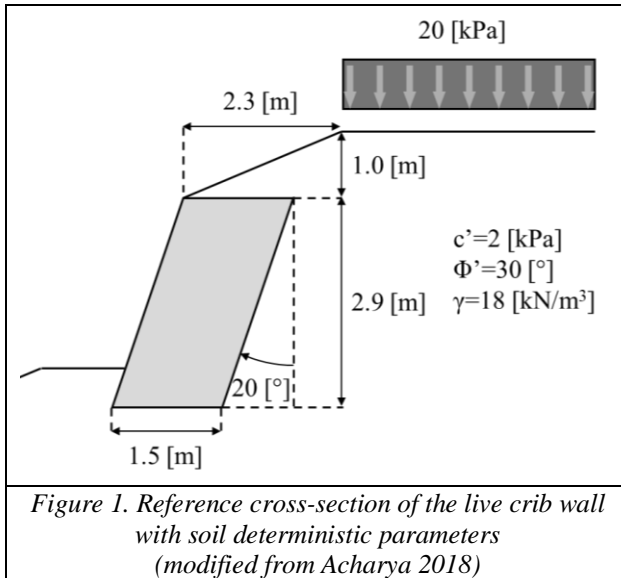 20 [kPa]
2.3 [m]
1.0 [m]
c’=2 [kPa]
Φ’=30 [°]
γ=18 [kN/m³]
2.9 [m]
20 [°]
1.5 [m]
Figure 1. Reference cross-section of the live crib wall
with soil deterministic parameters
(modified from Acharya 2018)